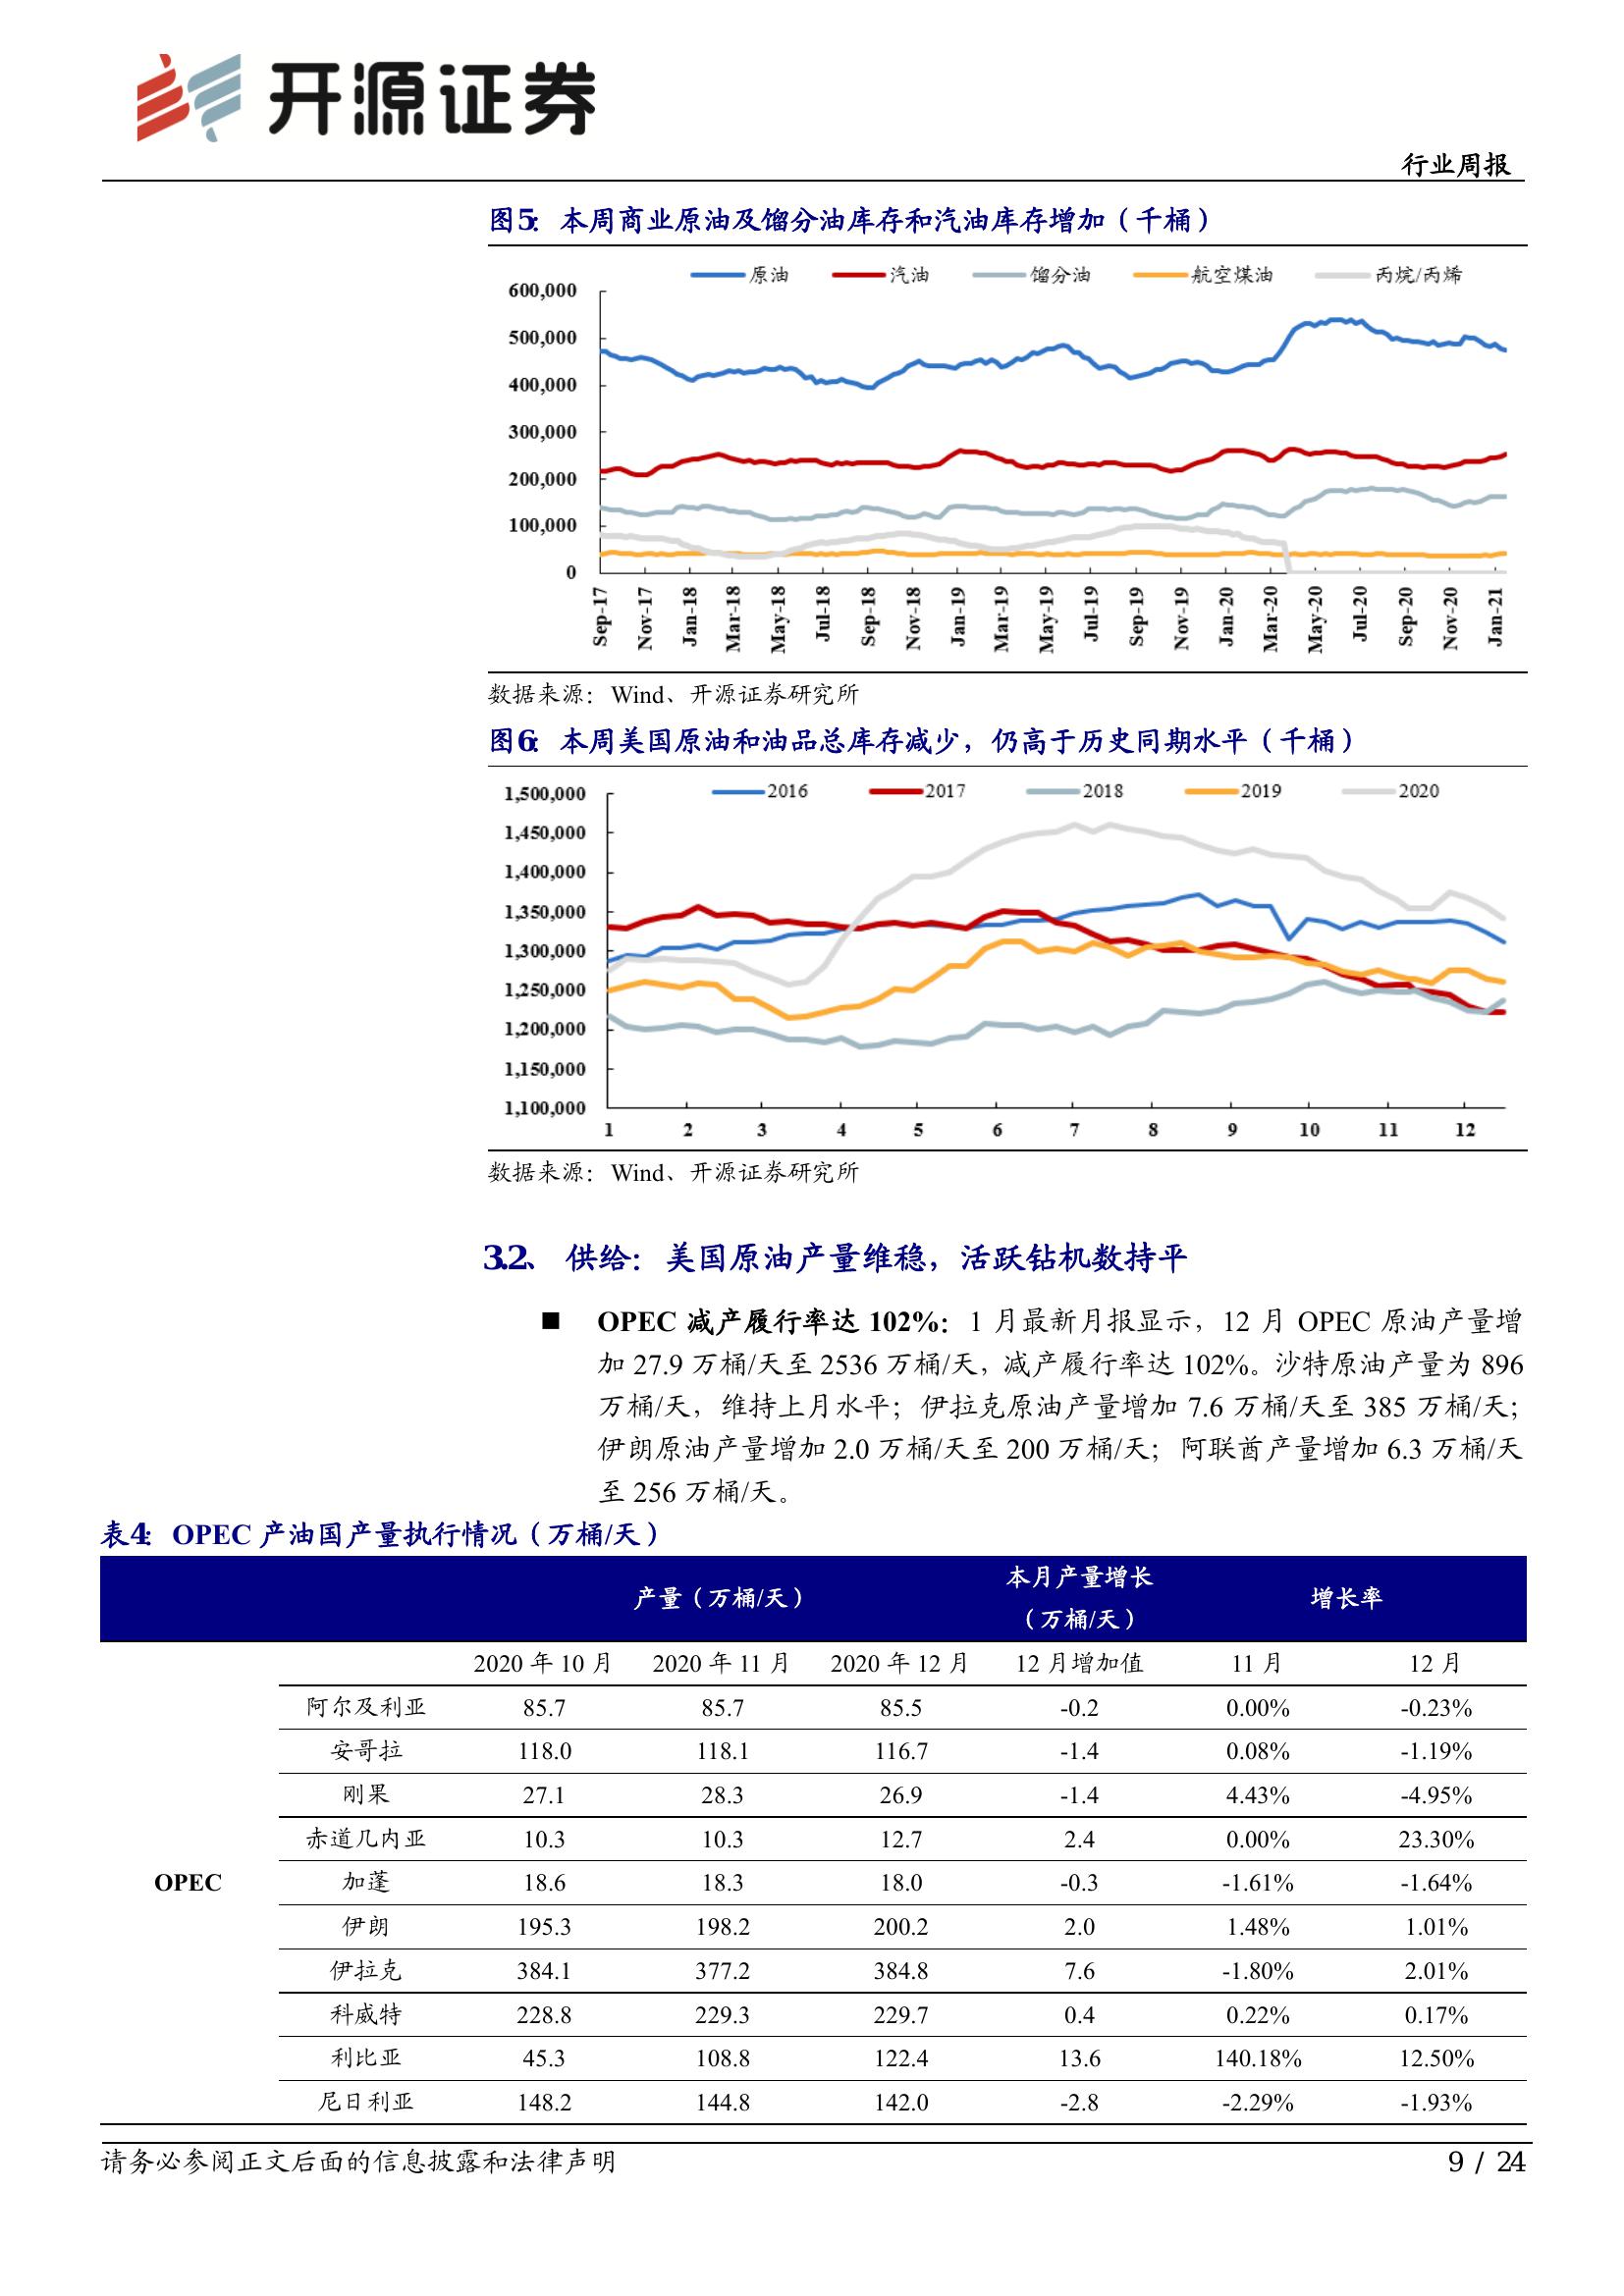 开源证券
行业周报
图5：本周商业原油及馏分油库存和汽油库存增加（千桶）
原油 汽油 馏分油 航空煤油 丙烷/丙烯
600,000
500,000
400,000
300,000
200,000
100,000
0
Sep-17 Nov-17 Jan-18 Mar-18 May-18 Jul-18 Sep-18 Nov-18 Jan-19 Mar-19 May-19 Jul-19 Sep-19 Nov-19 Jan-20 Mar-20 May-20 Jul-20 Sep-20 Nov-20 Jan-21
数据来源：Wind、开源证券研究所
图6：本周美国原油和油品总库存减少，仍高于历史同期水平（千桶）
2016 2017 2018 2019 2020
1,500,000
1,450,000
1,400,000
1,350,000
1,300,000
1,250,000
1,200,000
1,150,000
1,100,000
1 2 3 4 5 6 7 8 9 10 11 12
数据来源：Wind、开源证券研究所
3.2、 供给：美国原油产量维稳，活跃钻机数持平
■ OPEC 减产履行率达 102%：1 月最新月报显示，12 月 OPEC 原油产量增
加 27.9 万桶/天至 2536 万桶/天，减产履行率达 102%。沙特原油产量为 896
万桶/天，维持上月水平；伊拉克原油产量增加 7.6 万桶/天至 385 万桶/天；
伊朗原油产量增加 2.0 万桶/天至 200 万桶/天；阿联酋产量增加 6.3 万桶/天
至 256 万桶/天。
表4：OPEC 产油国产量执行情况（万桶/天）
产量（万桶/天） 本月产量增长（万桶/天） 增长率
2020 年 10 月 2020 年 11 月 2020 年 12 月 12 月增加值 11 月 12 月
OPEC
阿尔及利亚 85.7 85.7 85.5 -0.2 0.00% -0.23%
安哥拉 118.0 118.1 116.7 -1.4 0.08% -1.19%
刚果 27.1 28.3 26.9 -1.4 4.43% -4.95%
赤道几内亚 10.3 10.3 12.7 2.4 0.00% 23.30%
加蓬 18.6 18.3 18.0 -0.3 -1.61% -1.64%
伊朗 195.3 198.2 200.2 2.0 1.48% 1.01%
伊拉克 384.1 377.2 384.8 7.6 -1.80% 2.01%
科威特 228.8 229.3 229.7 0.4 0.22% 0.17%
利比亚 45.3 108.8 122.4 13.6 140.18% 12.50%
尼日利亚 148.2 144.8 142.0 -2.8 -2.29% -1.93%
请务必参阅正文后面的信息披露和法律声明
9 / 24